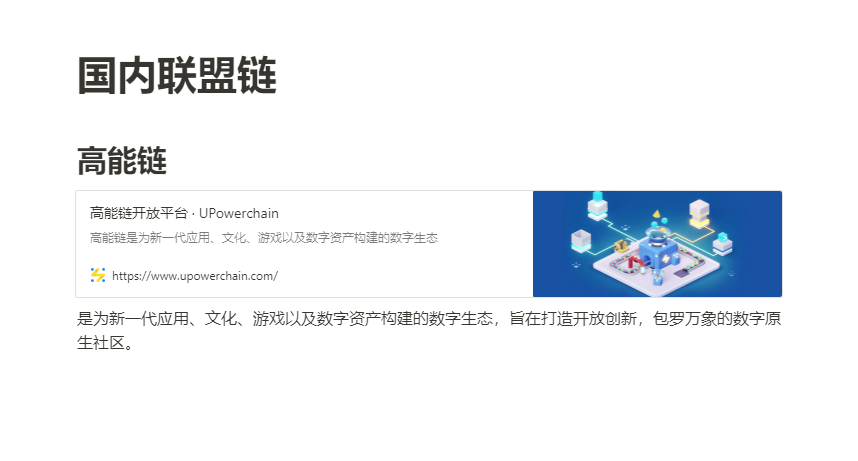 国内联盟链
高能链
高能链开放平台 · UPowerchain
高能链是为新一代应用、文化、游戏以及数字资产构建的数字生态
https://www.upowerchain.com/
是为新一代应用、文化、游戏以及数字资产构建的数字生态，旨在打造开放创新，包罗万象的数字原
生社区。